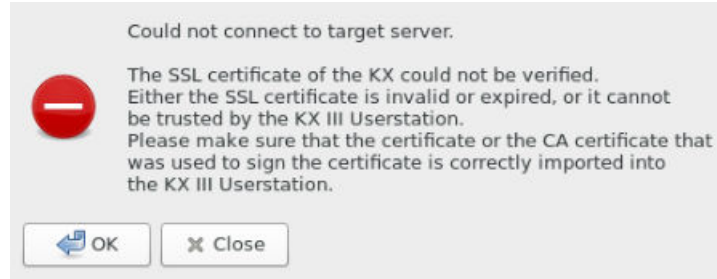 Could not connect to target server.
The SSL certificate of the KX could not be verified.
Either the SSL certificate is invalid or expired, or it cannot
be trusted by the KX III Userstation.
Please make sure that the certificate or the CA certificate that
was used to sign the certificate is correctly imported into
the KX III Userstation.
OK
Close